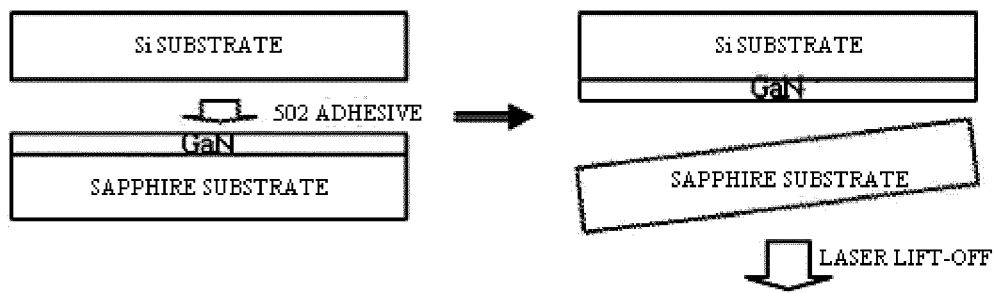 Si SUBSTRATE
502 ADHESIVE
GaN
SAPPHIRE SUBSTRATE
Si SUBSTRATE
GaN
SAPPHIRE SUBSTRATE
LASER LIFT-OFF